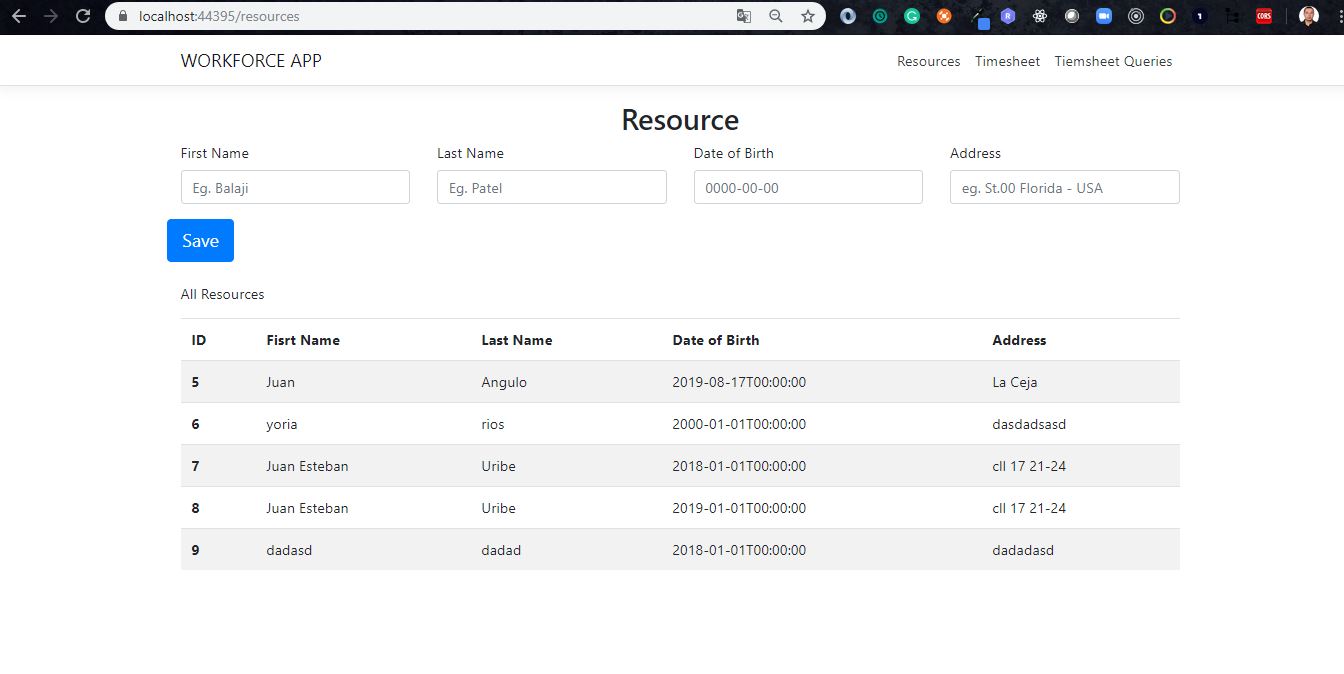 localhost:44395/resources
CORS
WORKFORCE APP
Resources Timesheet Tiemsheet Queries
Resource
First Name Last Name Date of Birth Address
Eg. Balaji Eg. Patel 0000-00-00 eg. St.00 Florida - USA
Save
All Resources
ID Fisrt Name Last Name Date of Birth Address
5 Juan Angulo 2019-08-17T00:00:00 La Ceja
6 yoria rios 2000-01-01T00:00:00 dasdadsasd
7 Juan Esteban Uribe 2018-01-01T00:00:00 cll 17 21-24
8 Juan Esteban Uribe 2019-01-01T00:00:00 cll 17 21-24
9 dadasd dadad 2018-01-01T00:00:00 dadadasd